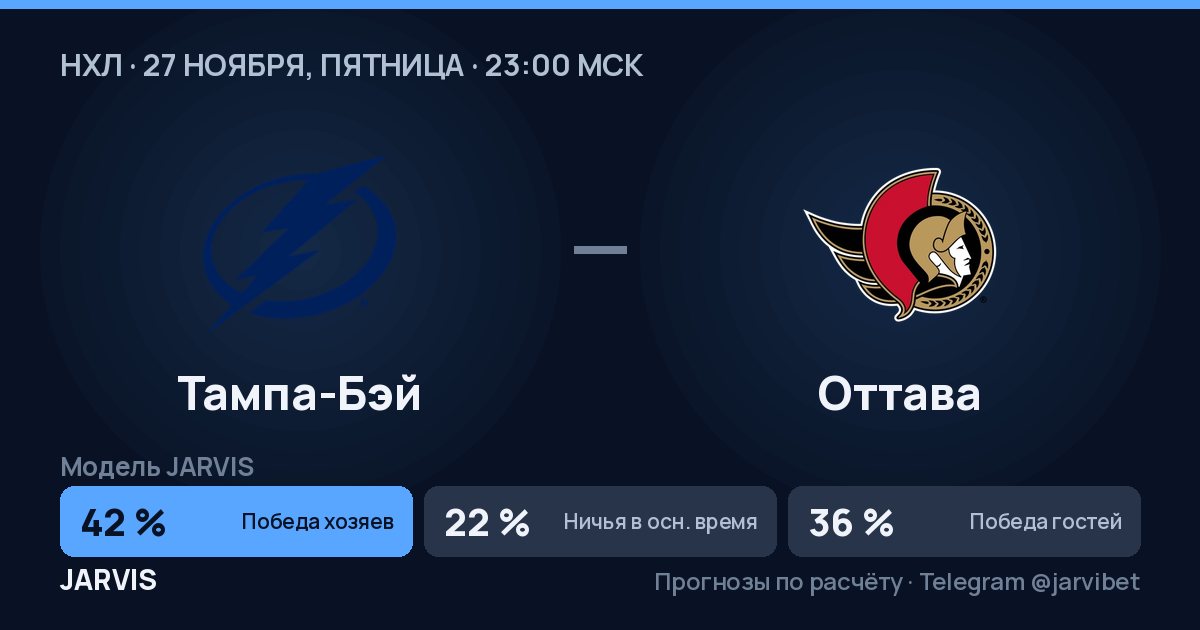 НХЛ · 27 НОЯБРЯ, ПЯТНИЦА · 23:00 МСК
—
Тампа-Бэй
Оттава
Модель JARVIS
42 % Победа хозяев
22 % Ничья в осн. время
36 % Победа гостей
JARVIS
Прогнозы по расчёту · Telegram @jarvibet